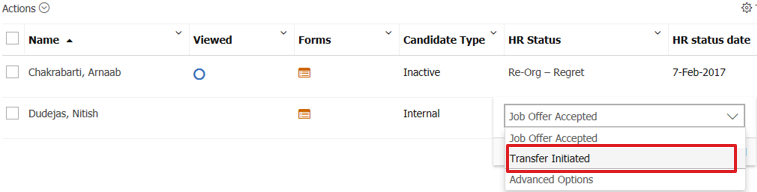 Actions
Name Viewed Forms Candidate Type HR Status HR status date
Chakrabarti, Arnaab Inactive Re-Org – Regret 7-Feb-2017
Dudejas, Nitish Internal Job Offer Accepted
Job Offer Accepted
Transfer Initiated
Advanced Options